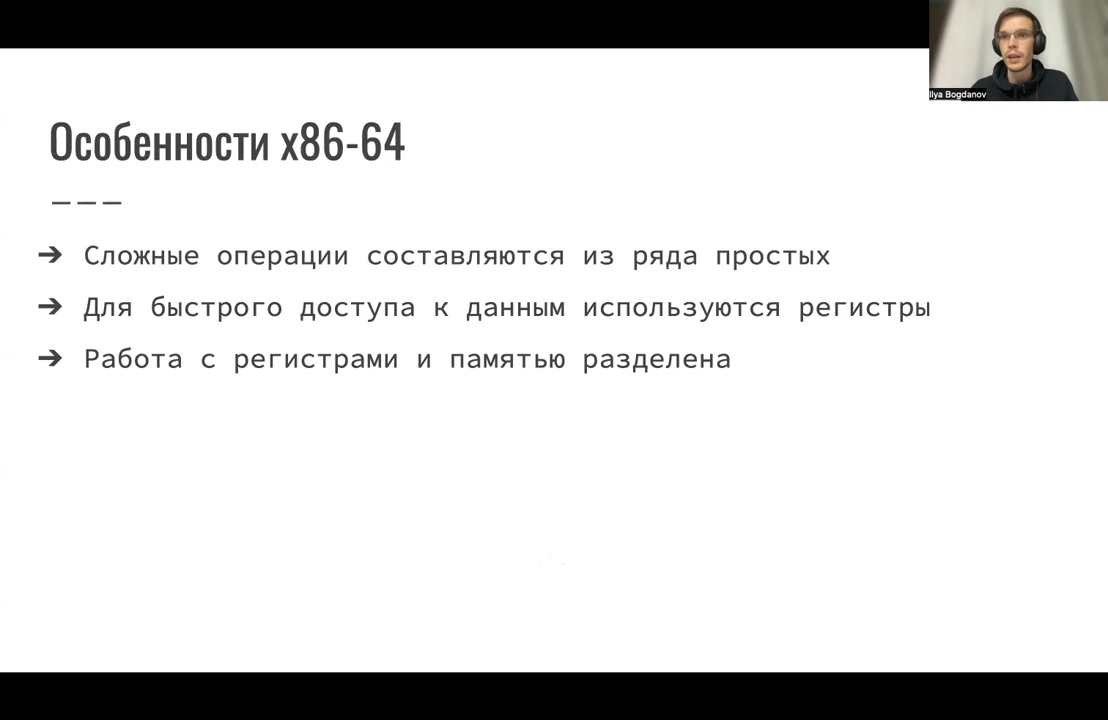 Ilya Bogdanov
Особенности x86-64
———
➔ Сложные операции составляются из ряда простых
➔ Для быстрого доступа к данным используются регистры
➔ Работа с регистрами и памятью разделена